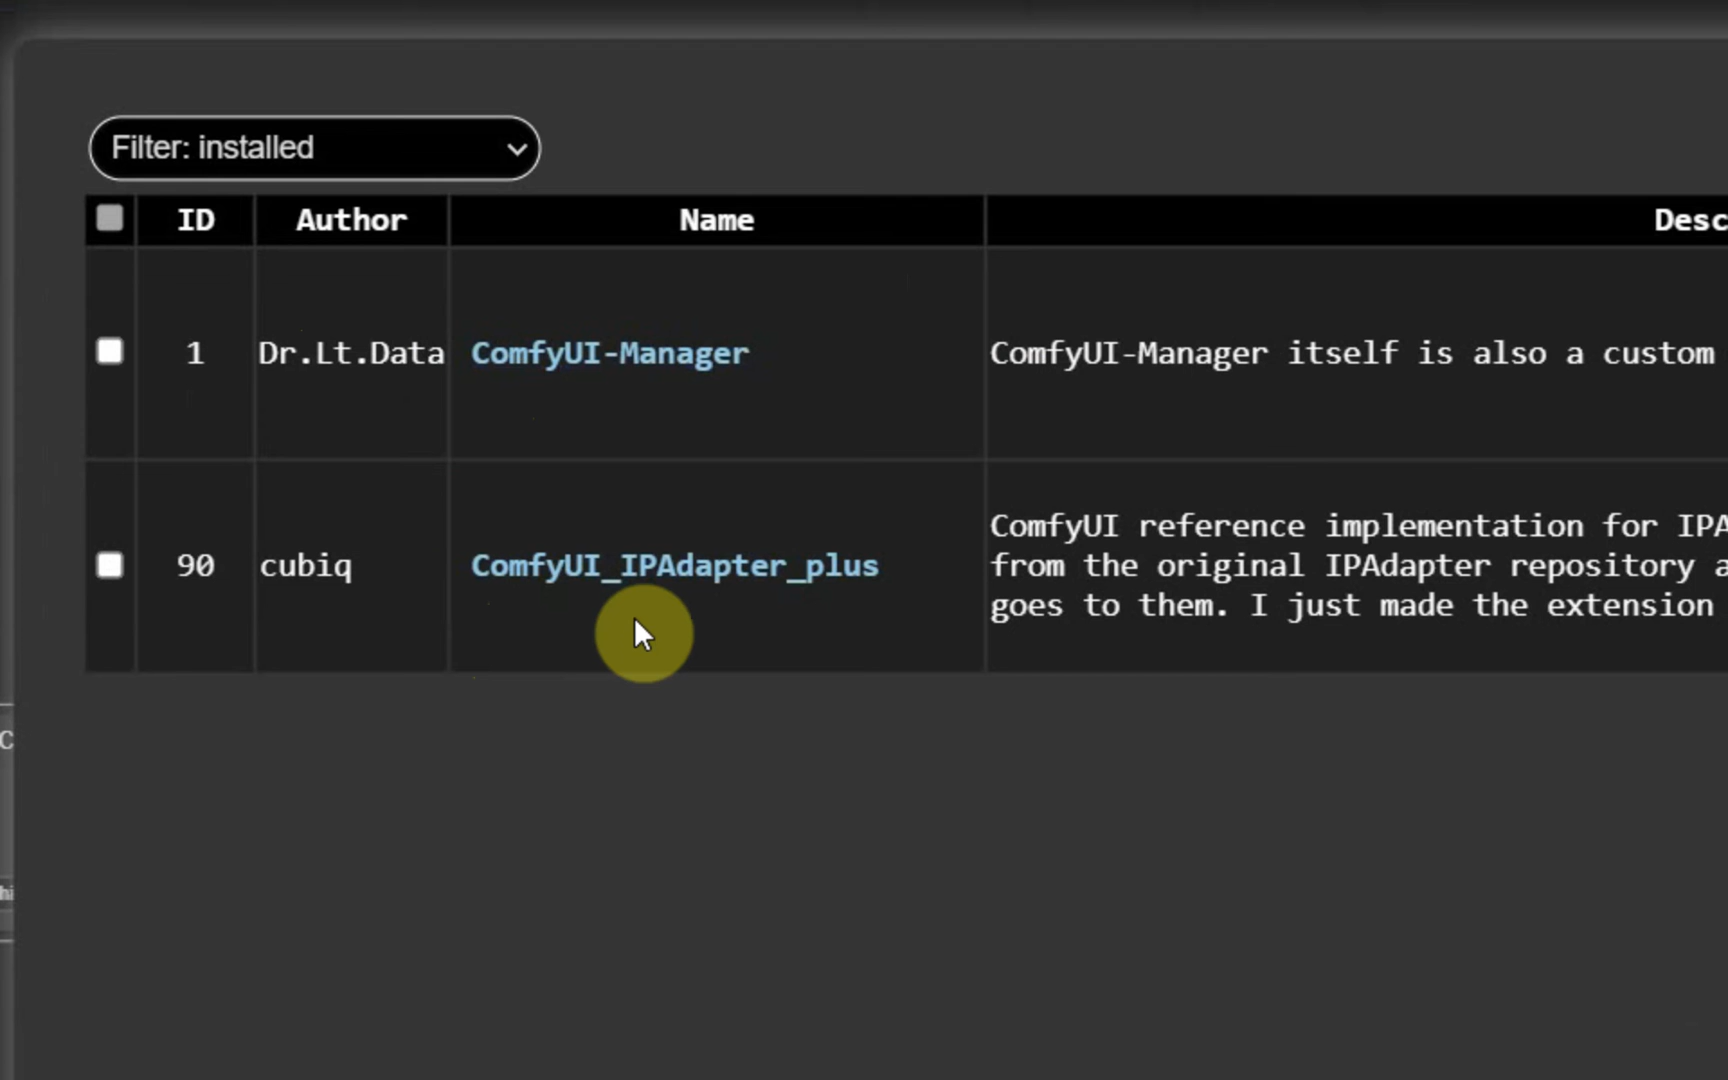 Filter: installed
ID Author Name Desc
1 Dr.Lt.Data ComfyUI-Manager ComfyUI-Manager itself is also a custom
90 cubiq ComfyUI_IPAdapter_plus ComfyUI reference implementation for IPA
from the original IPAdapter repository a
goes to them. I just made the extension
C
hi